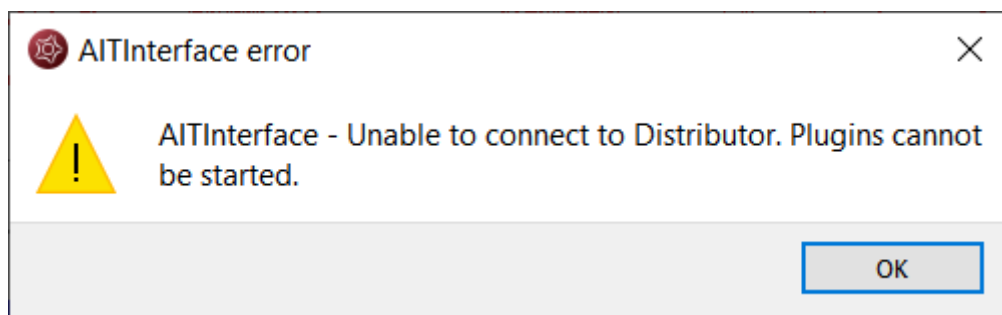 AITInterface error
AITInterface - Unable to connect to Distributor. Plugins cannot
be started.
OK